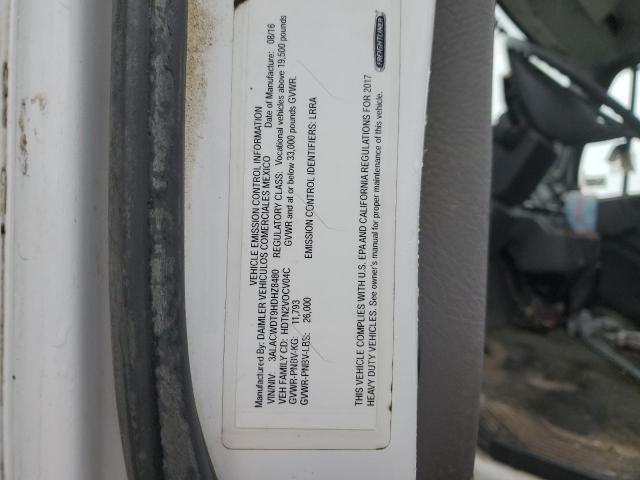 VEHICLE EMISSION CONTROL INFORMATION
Manufactured By: DAIMLER VEHICULOS COMERCIALES MEXICO Date of Manufacture: 08/16
VIN/NIV: 3ALACWDT9HDHZ8480 REGULATORY CLASS: Vocational vehicles above 19,500 pounds
VEH FAMILY CD: HDTN2VOCV04C GVWR and at or below 33,000 pounds GVWR.
GVWR-PNBV-KG: 11,793
GVWR-PNBV-LBS: 26,000 EMISSION CONTROL IDENTIFIERS: LRRA
THIS VEHICLE COMPLIES WITH U.S. EPA AND CALIFORNIA REGULATIONS FOR 2017
HEAVY DUTY VEHICLES. See owner's manual for proper maintenance of this vehicle.
FREIGHTLINER